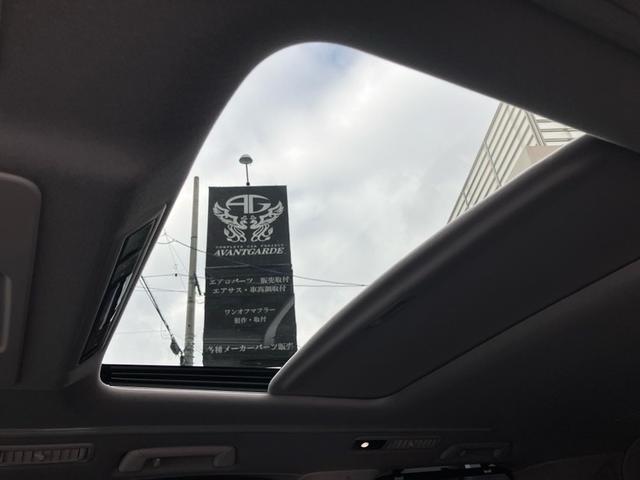 AG
COMPLETE CAR PROJECT
AVANTGARDE
エアロパーツ 販売取付
エアサス・車高調取付
ワンオフマフラー
製作・取付
各種メーカーパーツ販売